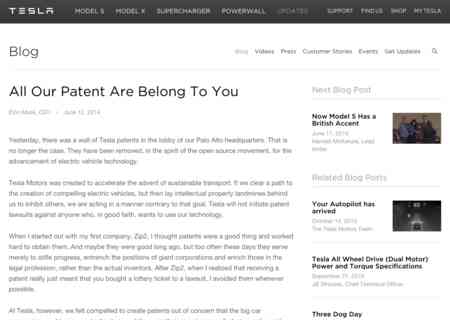 TESLA MODEL S MODEL X SUPERCHARGER POWERWALL UPDATES SUPPORT FIND US SHOP MY TESLA
Blog
Blog Videos Press Customer Stories Events Get Updates
All Our Patent Are Belong To You
Elon Musk, CEO June 12, 2014
Yesterday, there was a wall of Tesla patents in the lobby of our Palo Alto headquarters. That is
no longer the case. They have been removed, in the spirit of the open source movement, for the
advancement of electric vehicle technology.
Tesla Motors was created to accelerate the advent of sustainable transport. If we clear a path to
the creation of compelling electric vehicles, but then lay intellectual property landmines behind
us to inhibit others, we are acting in a manner contrary to that goal. Tesla will not initiate patent
lawsuits against anyone who, in good faith, wants to use our technology.
When I started out with my first company, Zip2, I thought patents were a good thing and worked
hard to obtain them. And maybe they were good long ago, but too often these days they serve
merely to stifle progress, entrench the positions of giant corporations and enrich those in the
legal profession, rather than the actual inventors. After Zip2, when I realized that receiving a
patent really just meant that you bought a lottery ticket to a lawsuit, I avoided them whenever
possible.
At Tesla, however, we felt compelled to create patents out of concern that the big car
Next Blog Post
Now Model S Has a
British Accent
June 17, 2014
Hamish McKenzie, Lead
Writer
Related Blog Posts
Your Autopilot has
arrived
October 14, 2015
The Tesla Motors Team
Tesla All Wheel Drive (Dual Motor)
Power and Torque Specifications
September 21, 2015
JB Straubel, Chief Technical Officer
Three Dog Day